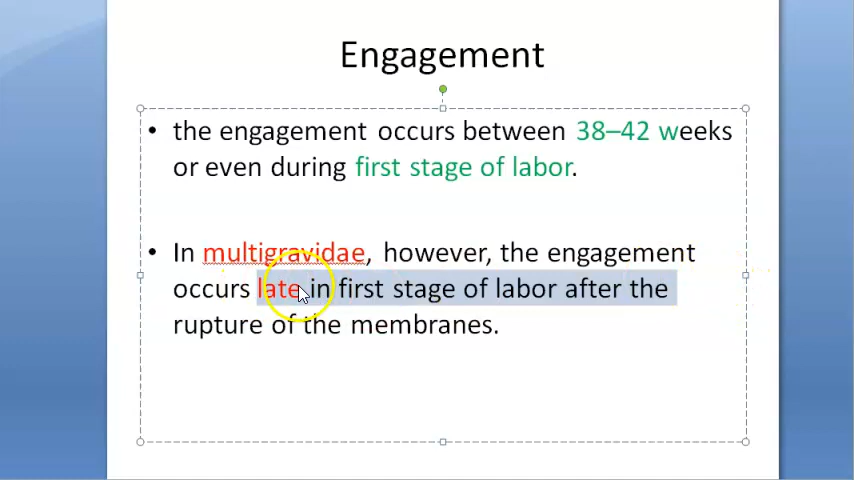 Engagement
• the engagement occurs between 38–42 weeks
or even during first stage of labor.
• In multigravidae, however, the engagement
occurs late in first stage of labor after the
rupture of the membranes.